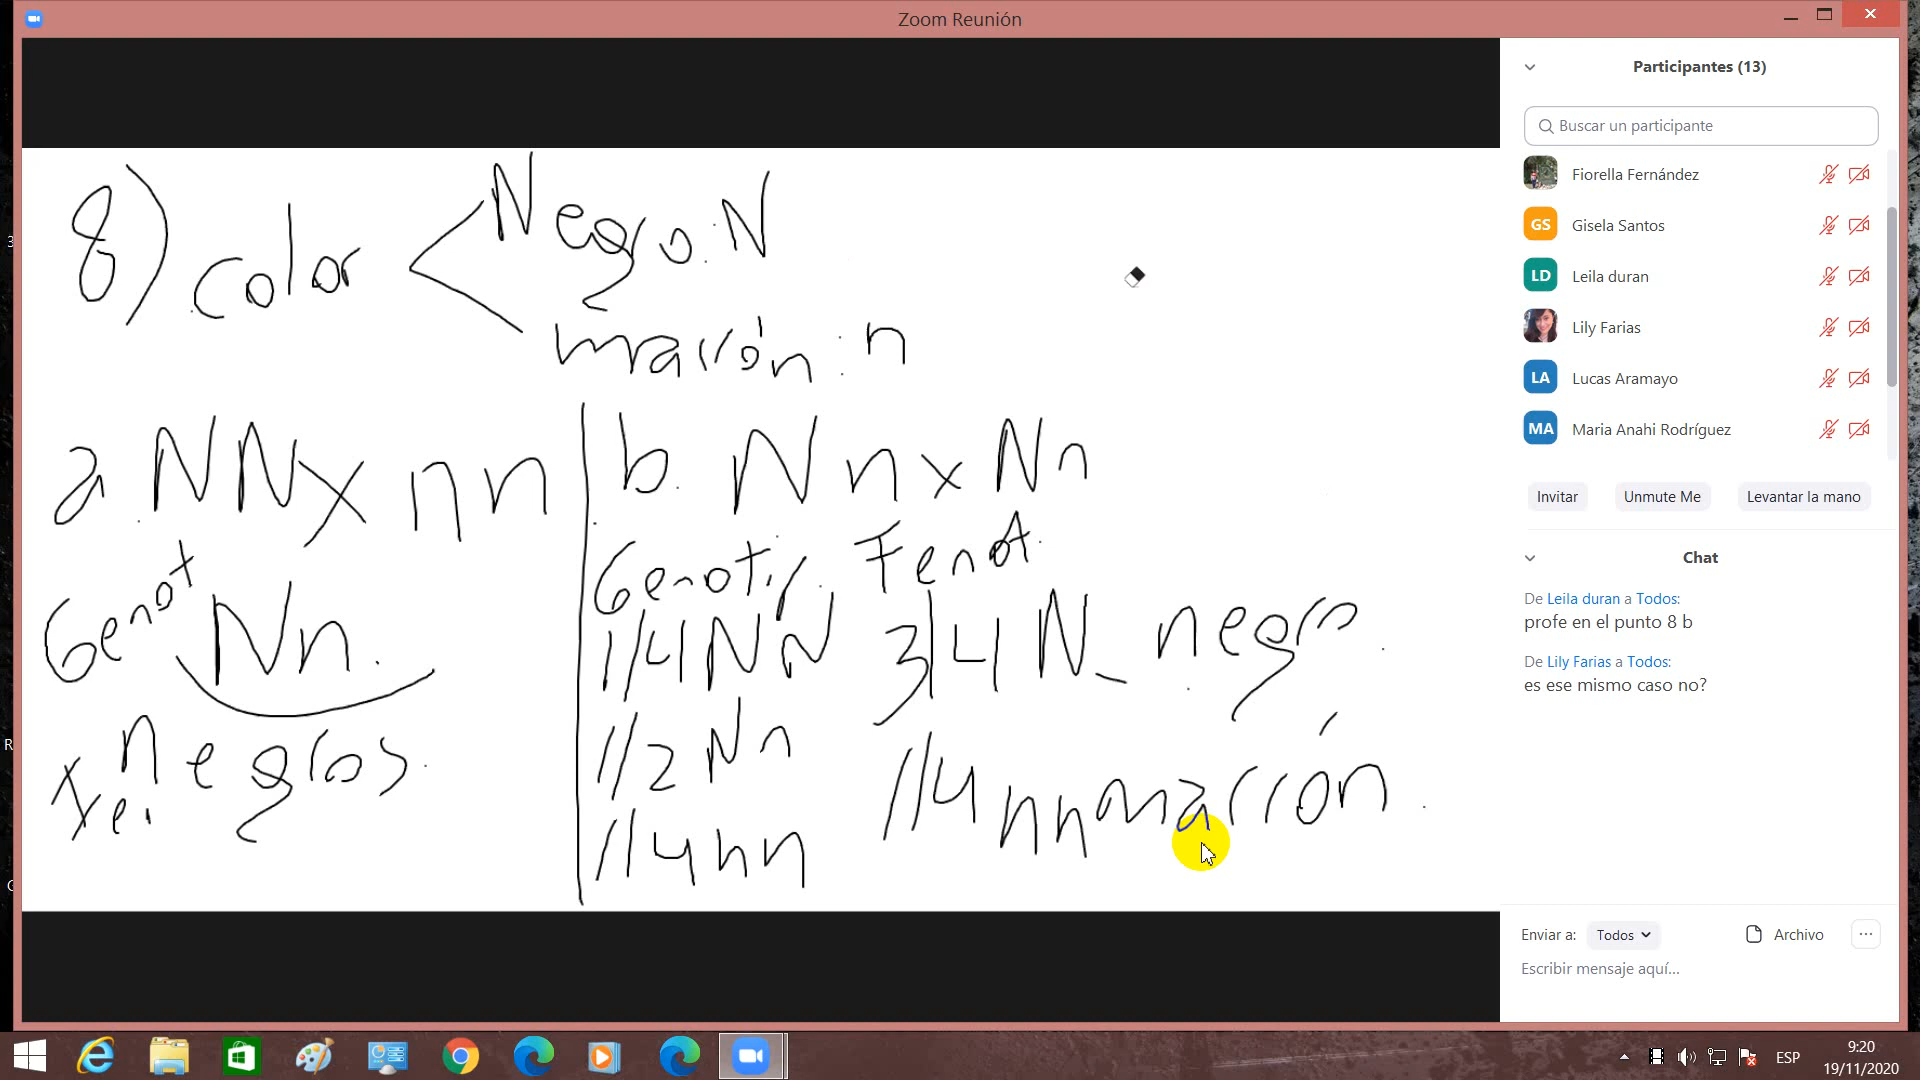 Zoom Reunión
8) color
Negro: N
marrón: n
a. NN x nn
Genot Nn.
Fe. negros.
b. Nn x Nn
Genotip. Fenot.
1/4 NN 3/4 N_ negro.
1/2 Nn
1/4 nn marrón.
1/4 nn
Participantes (13)
Buscar un participante
Fiorella Fernández
GS Gisela Santos
LD Leila duran
Lily Farias
LA Lucas Aramayo
MA Maria Anahi Rodríguez
Invitar Unmute Me Levantar la mano
Chat
De Leila duran a Todos:
profe en el punto 8 b
De Lily Farias a Todos:
es ese mismo caso no?
Enviar a: Todos Archivo ...
Escribir mensaje aquí...
3
R
ESP
9:20
19/11/2020